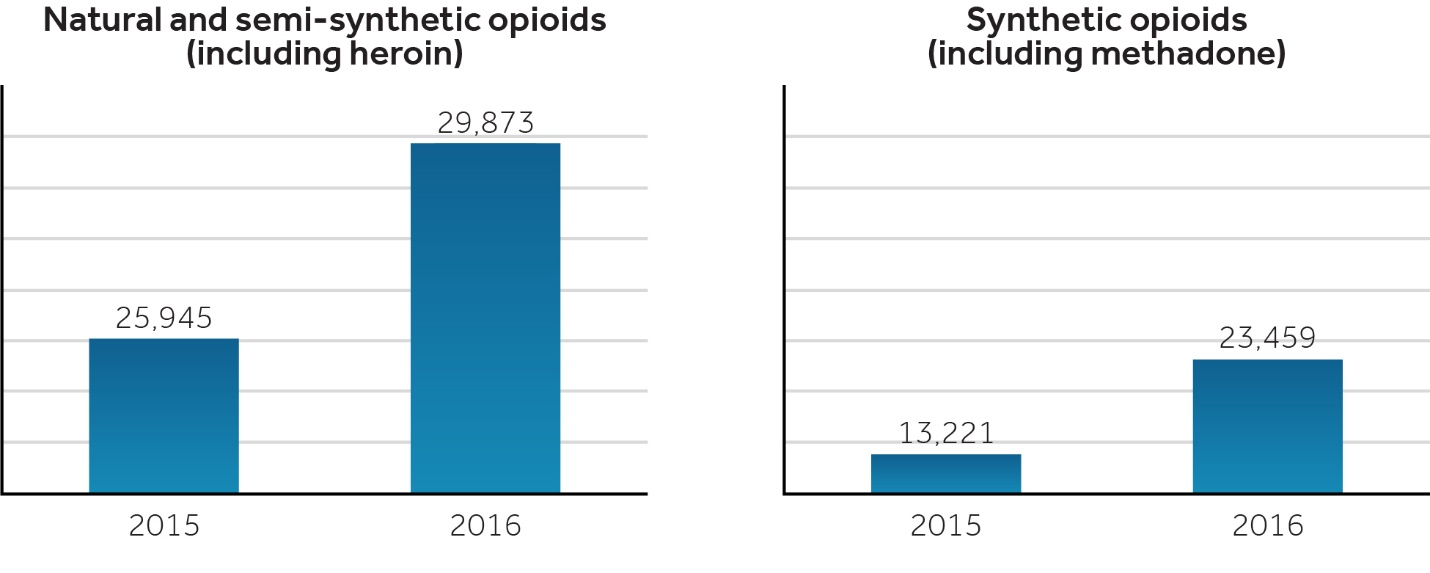 Natural and semi-synthetic opioids
(including heroin)
29,873
25,945
2015
2016
Synthetic opioids
(including methadone)
23,459
13,221
2015
2016